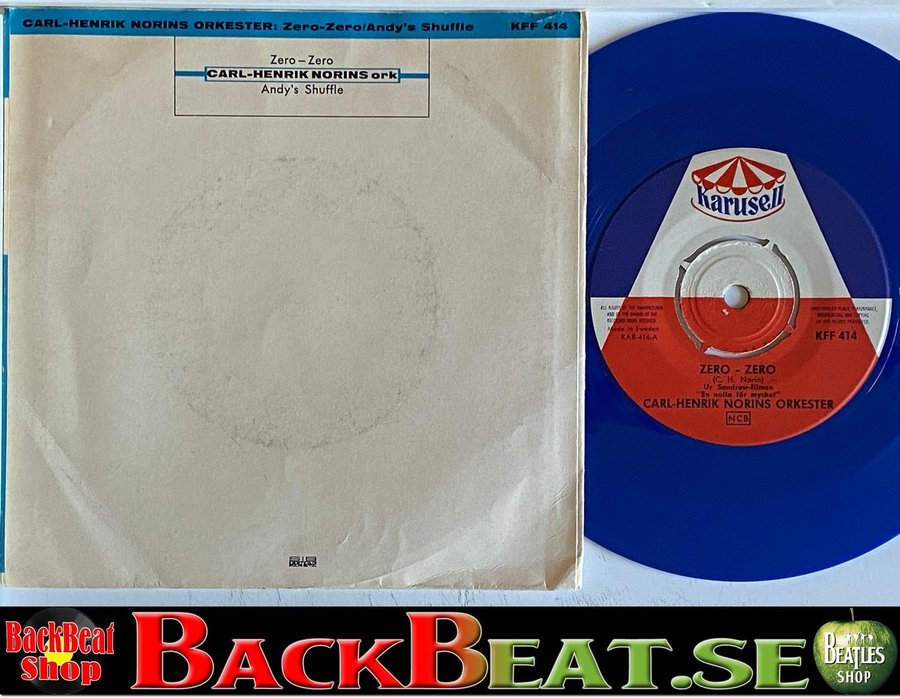 CARL-HENRIK NORINS ORKESTER: Zero-Zero/Andy's Shuffle KFF 414
Zero – Zero
CARL-HENRIK NORINS ork
Andy's Shuffle
Karusell
Made in Sweden
KAR-414-A
KFF 414
ZERO - ZERO
(C. H. Norin)
Ur Sandrew-filmen
"En nolla för mycket"
CARL-HENRIK NORINS ORKESTER
NCB
BackBeat
Shop
BACKBEAT.SE
BEATLES
SHOP